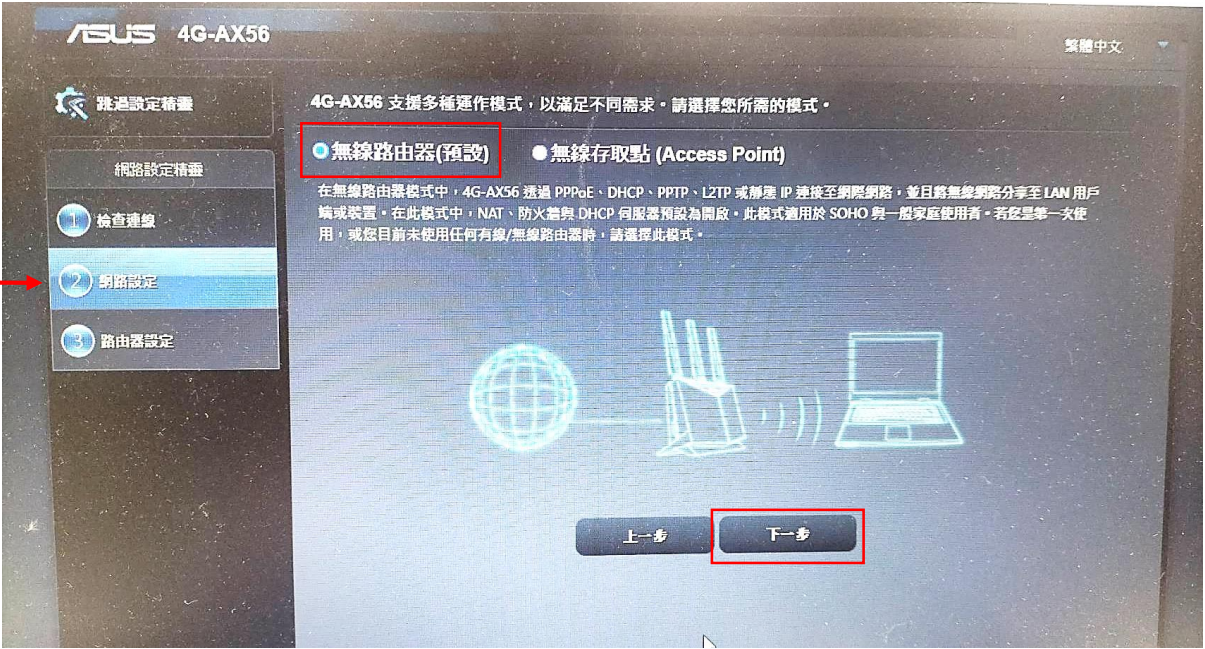 ASUS 4G-AX56
繁體中文
跳過設定精靈
4G-AX56 支援多種運作模式，以滿足不同需求。請選擇您所需的模式。
無線路由器(預設)
無線存取點 (Access Point)
網路設定精靈
在無線路由器模式中，4G-AX56 透過 PPPoE、DHCP、PPTP、L2TP 或靜態 IP 連接至網際網路，並且將無線網路分享至 LAN 用戶
端或裝置。在此模式中，NAT、防火牆與 DHCP 伺服器預設為開啟。此模式適用於 SOHO 與一般家庭使用者。若您是第一次使
用，或您目前未使用任何有線/無線路由器時，請選擇此模式。
1 檢查連線
2 網路設定
3 路由器設定
上一步
下一步